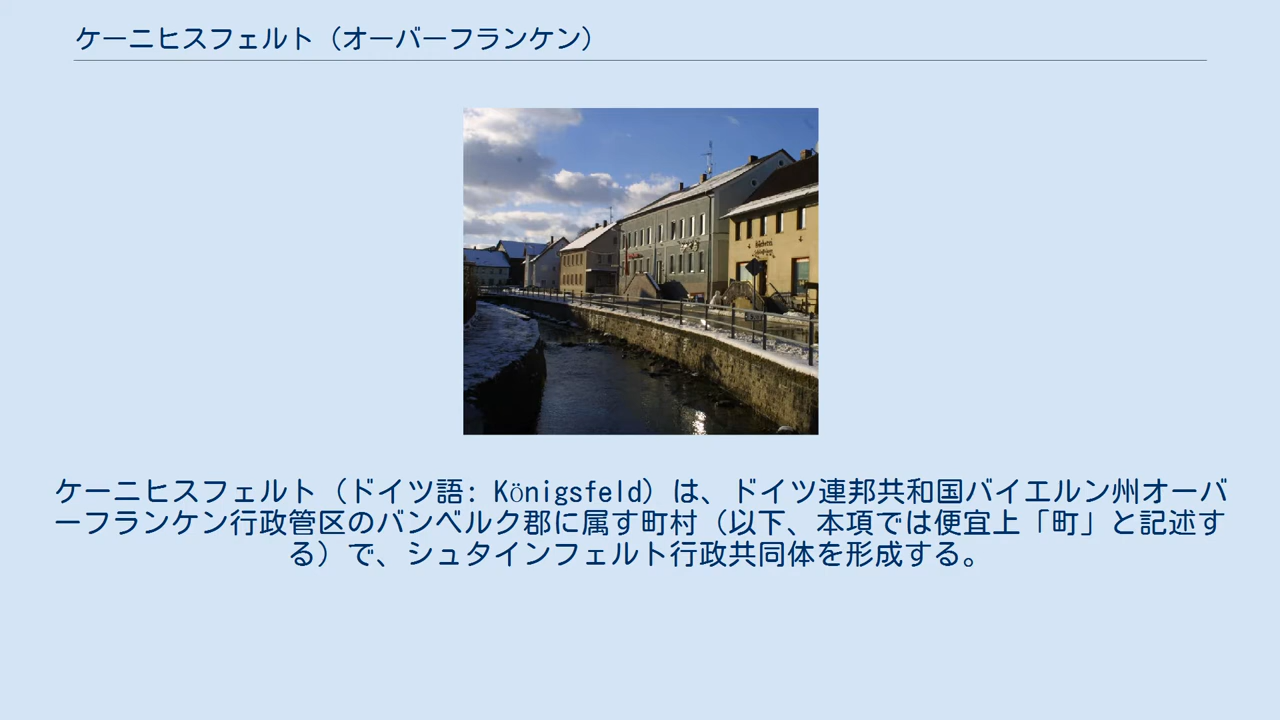 ケーニヒスフェルト（オーバーフランケン）
ケーニヒスフェルト（ドイツ語: Königsfeld）は、ドイツ連邦共和国バイエルン州オーバ
ーフランケン行政管区のバンベルク郡に属す町村（以下、本項では便宜上「町」と記述す
る）で、シュタインフェルト行政共同体を形成する。